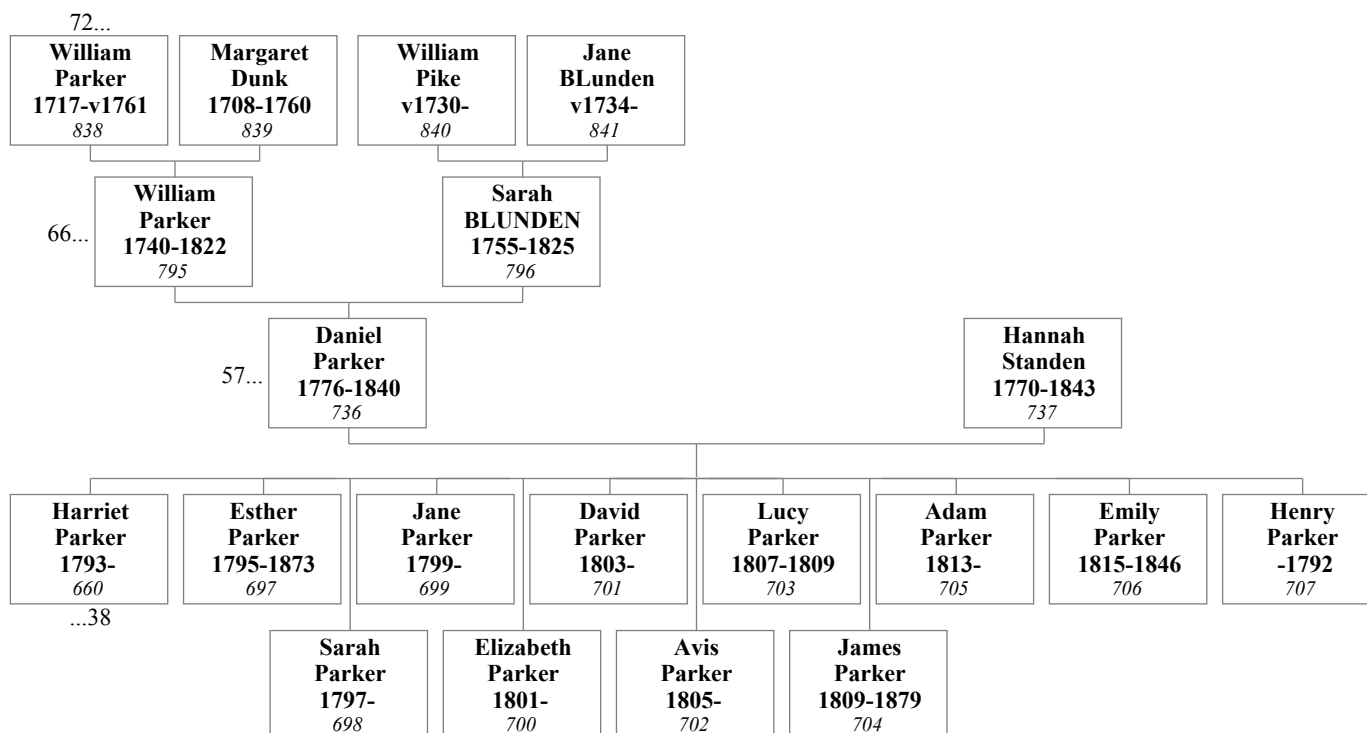 72...
William
Parker
1717-v1761
838
Margaret
Dunk
1708-1760
839
William
Pike
v1730-
840
Jane
BLunden
v1734-
841
66...
William
Parker
1740-1822
795
Sarah
BLUNDEN
1755-1825
796
57...
Daniel
Parker
1776-1840
736
Hannah
Standen
1770-1843
737
Harriet
Parker
1793-
660
...38
Esther
Parker
1795-1873
697
Jane
Parker
1799-
699
David
Parker
1803-
701
Lucy
Parker
1807-1809
703
Adam
Parker
1813-
705
Emily
Parker
1815-1846
706
Henry
Parker
-1792
707
Sarah
Parker
1797-
698
Elizabeth
Parker
1801-
700
Avis
Parker
1805-
702
James
Parker
1809-1879
704